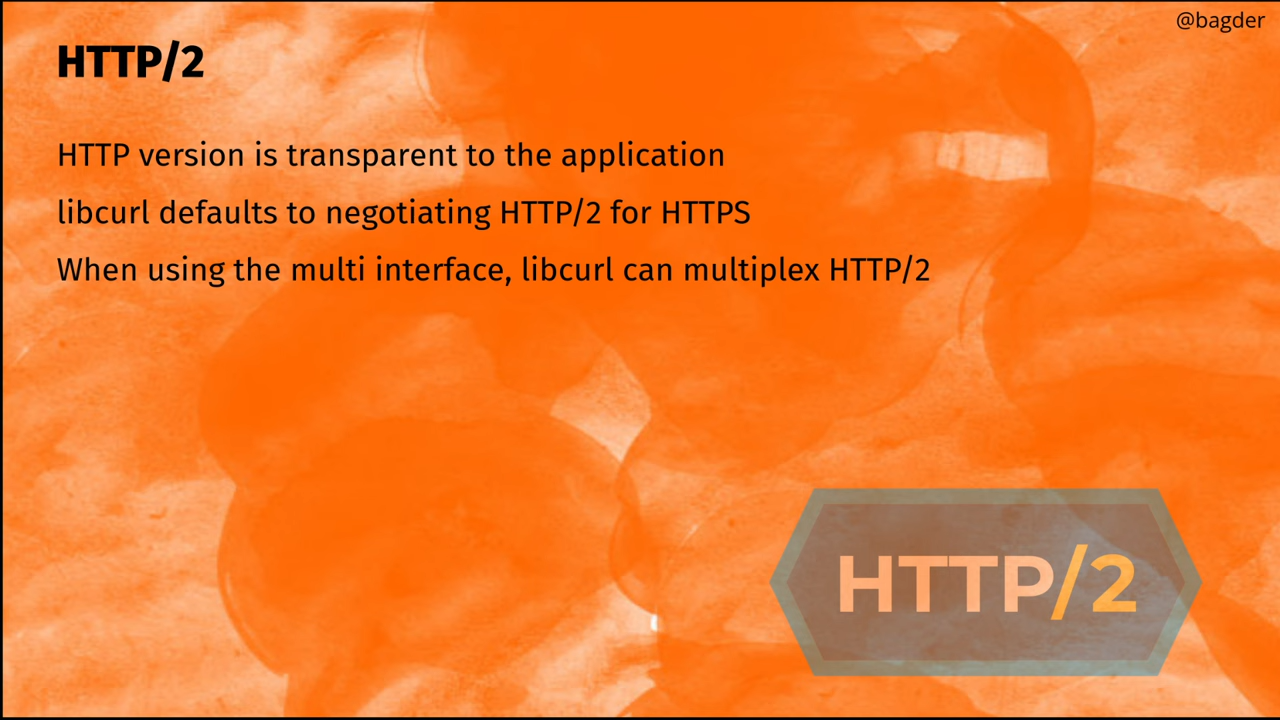 @bagder
HTTP/2
HTTP version is transparent to the application
libcurl defaults to negotiating HTTP/2 for HTTPS
When using the multi interface, libcurl can multiplex HTTP/2
HTTP/2